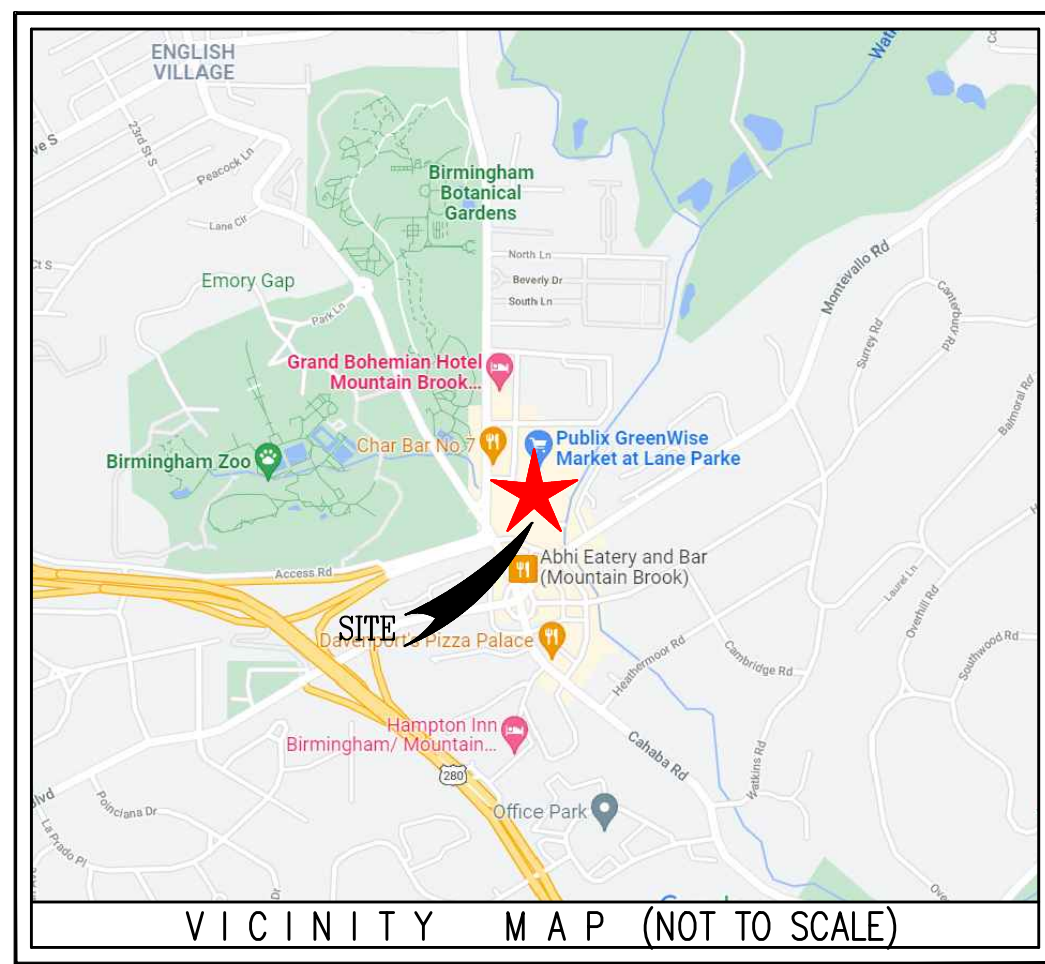 ENGLISH
VILLAGE
ve S
23rd St S
Peacock Ln
Lane Cir
Ct S
Emory Gap
Park Ln
Birmingham
Botanical
Gardens
North Ln
Beverly Dr
South Ln
Montevallo Rd
Surrey Rd
Canterbury Rd
Balmoral Rd
Grand Bohemian Hotel
Mountain Brook...
Char Bar No.7
Publix GreenWise
Market at Lane Parke
Birmingham Zoo
Access Rd
Abhi Eatery and Bar
(Mountain Brook)
SITE
Davenport's Pizza Palace
Laurel Ln
Overhill Rd
Southwood Rd
Heathermoor Rd
Cambridge Rd
Hampton Inn
Birmingham/ Mountain...
280
Cahaba Rd
Watkins Rd
Office Park
lvd
Poinciana Dr
La Prado Pl
Dr
VICINITY MAP (NOT TO SCALE)